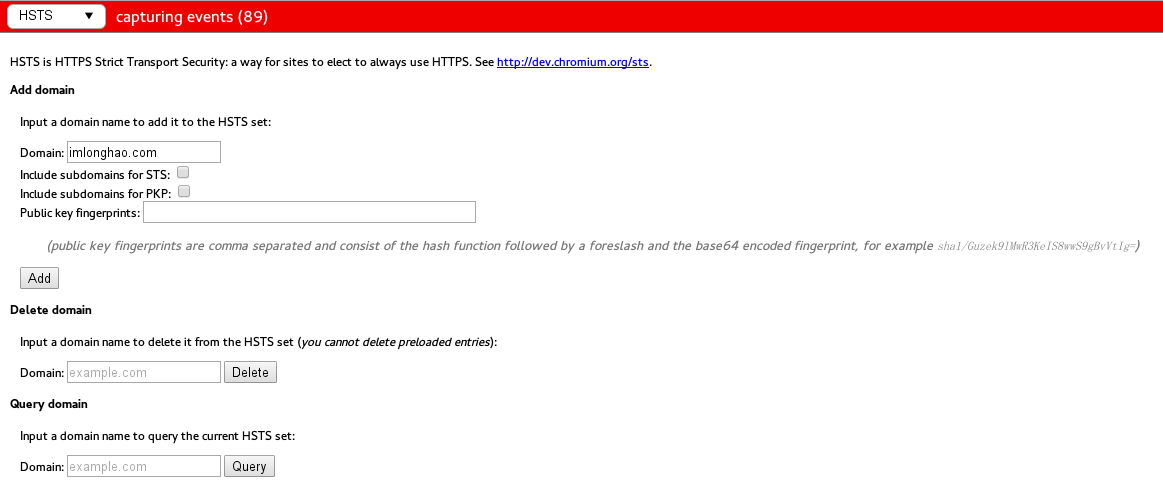 HSTS ▼ capturing events (89)
HSTS is HTTPS Strict Transport Security: a way for sites to elect to always use HTTPS. See http://dev.chromium.org/sts.
Add domain
Input a domain name to add it to the HSTS set:
Domain: imlonghao.com
Include subdomains for STS:
Include subdomains for PKP:
Public key fingerprints:
(public key fingerprints are comma separated and consist of the hash function followed by a foreslash and the base64 encoded fingerprint, for example sha1/Guzek9lMwR3KeIS8wwS9gBvVtIg=)
Add
Delete domain
Input a domain name to delete it from the HSTS set (you cannot delete preloaded entries):
Domain: example.com Delete
Query domain
Input a domain name to query the current HSTS set:
Domain: example.com Query